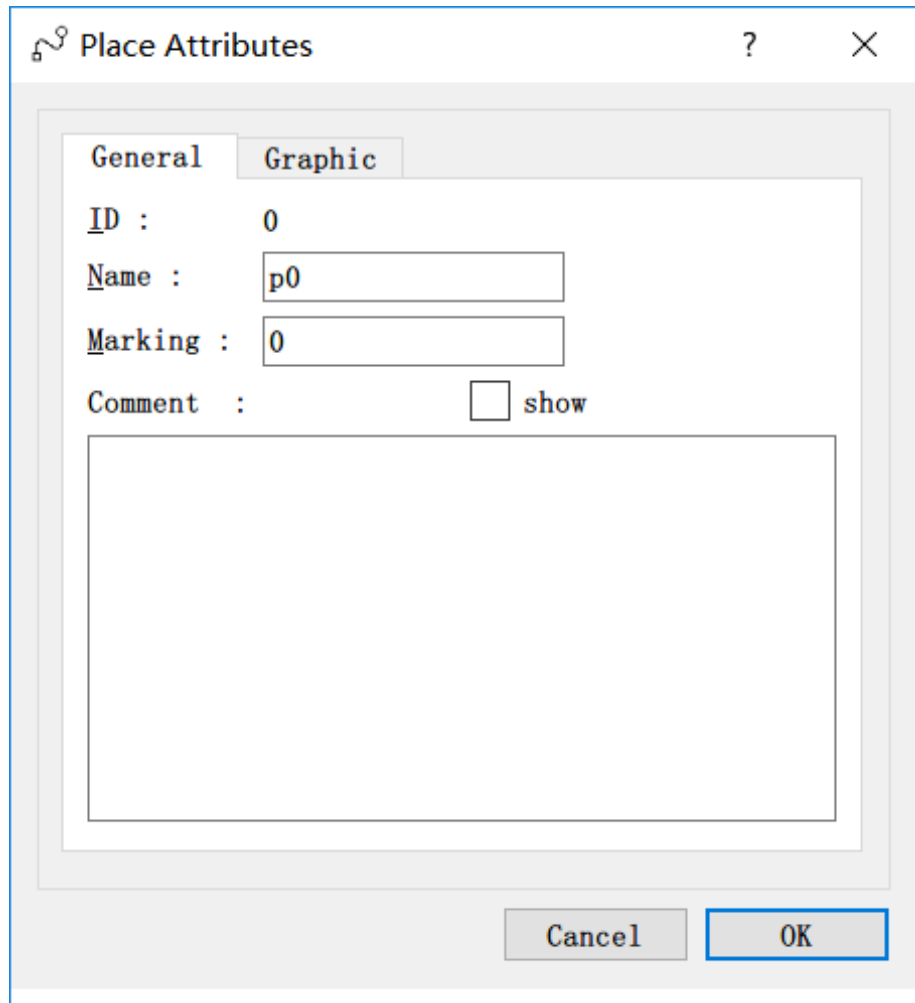 Place Attributes ?
General Graphic
ID : 0
Name : p0
Marking : 0
Comment : show
Cancel OK